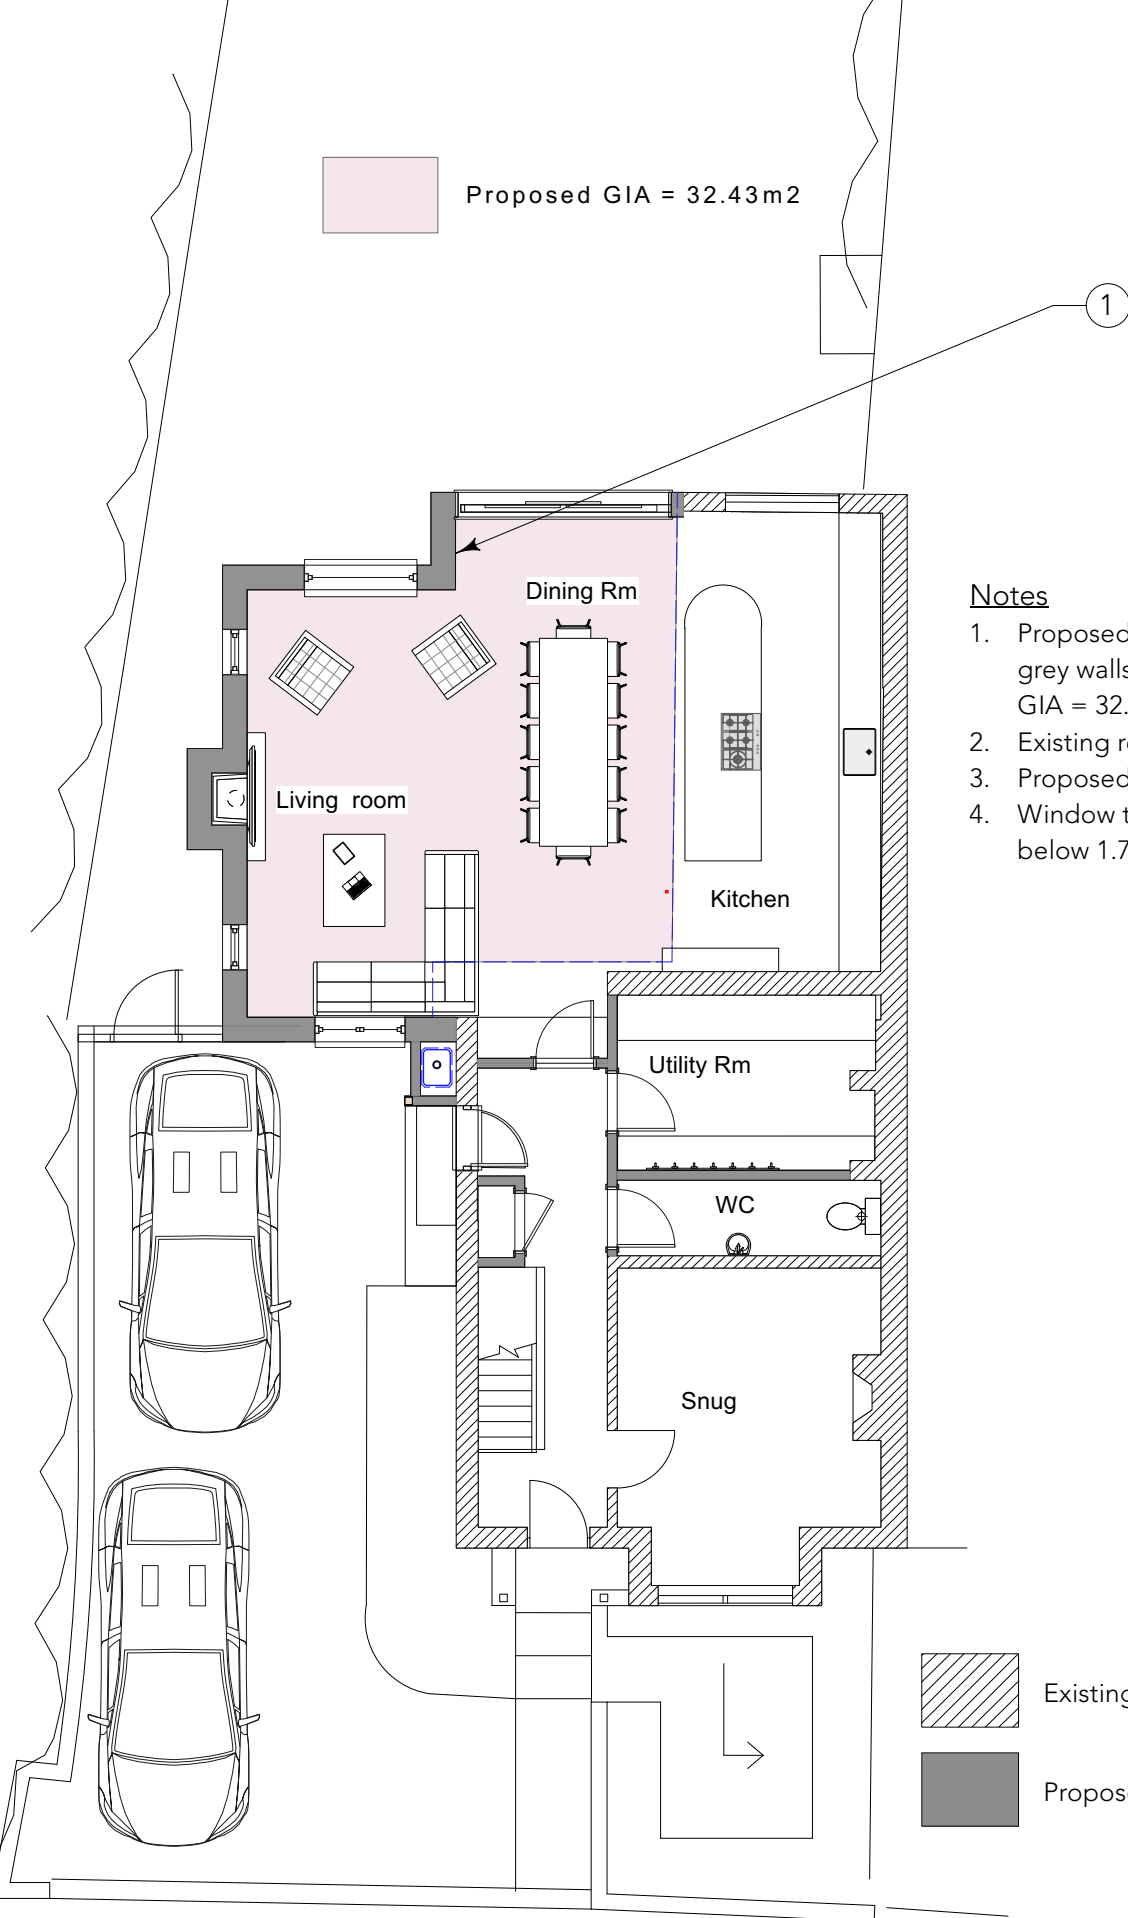 Proposed GIA = 32.43m2
1
Dining Rm
Living room
Kitchen
Utility Rm
WC
Snug
Notes
1. Proposed
grey walls
GIA = 32.
2. Existing
3. Proposed
4. Window
below 1.7
Existing